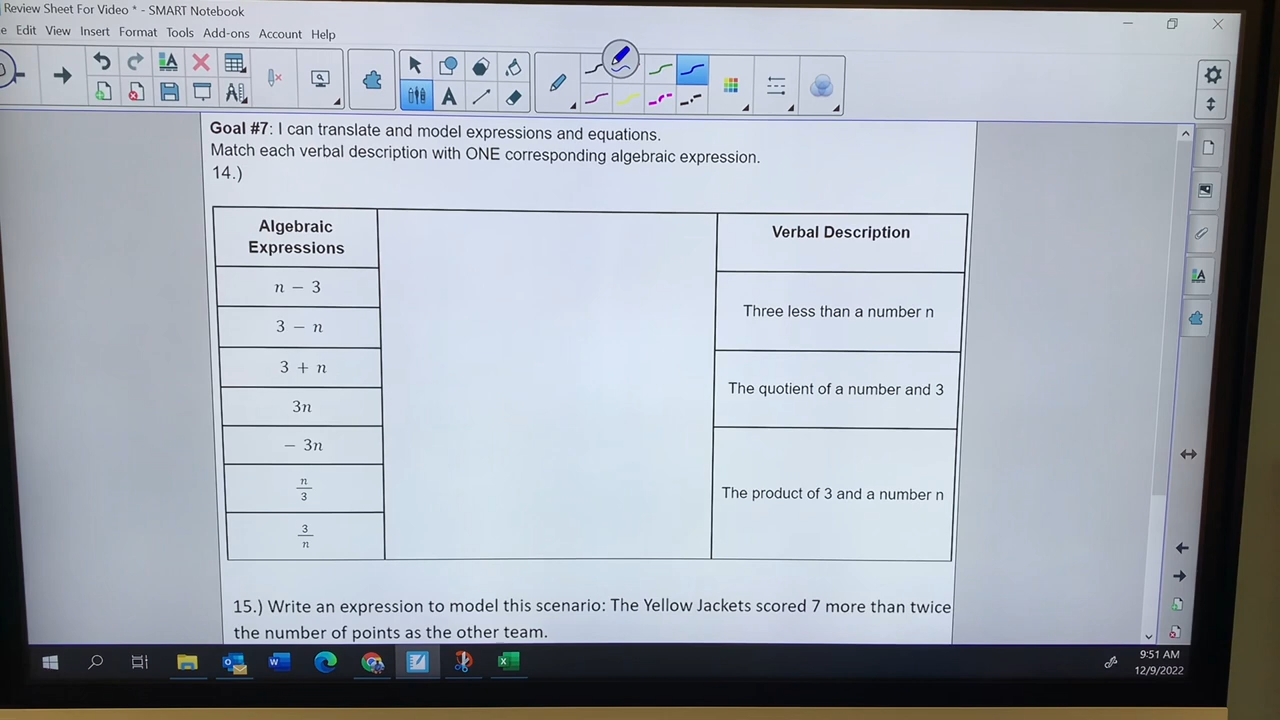 Review Sheet For Video * - SMART Notebook
e Edit View Insert Format Tools Add-ons Account Help
Goal #7: I can translate and model expressions and equations.
Match each verbal description with ONE corresponding algebraic expression.
14.)
Algebraic
Expressions
Verbal Description
n − 3
3 − n
3 + n
3n
− 3n
n/3
3/n
Three less than a number n
The quotient of a number and 3
The product of 3 and a number n
15.) Write an expression to model this scenario: The Yellow Jackets scored 7 more than twice
the number of points as the other team.
9:51 AM
12/9/2022